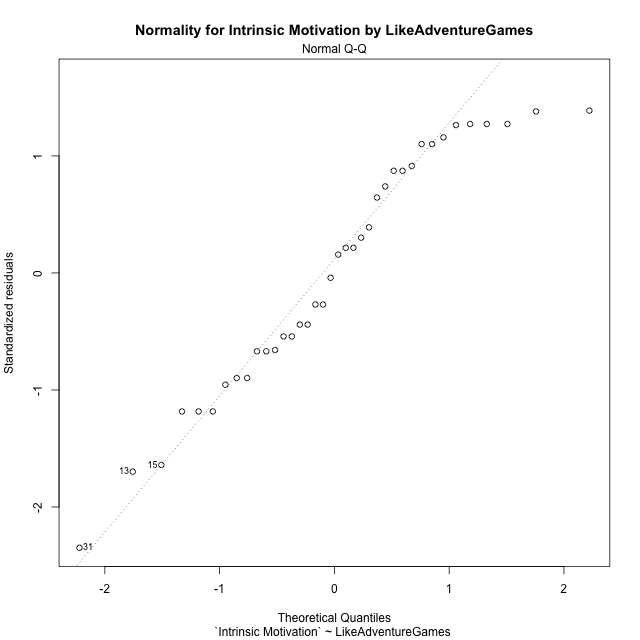 Normality for Intrinsic Motivation by LikeAdventureGames
Normal Q-Q
1
0
-1
-2
Standardized residuals
13
15
31
-2 -1 0 1 2
Theoretical Quantiles
`Intrinsic Motivation` ~ LikeAdventureGames